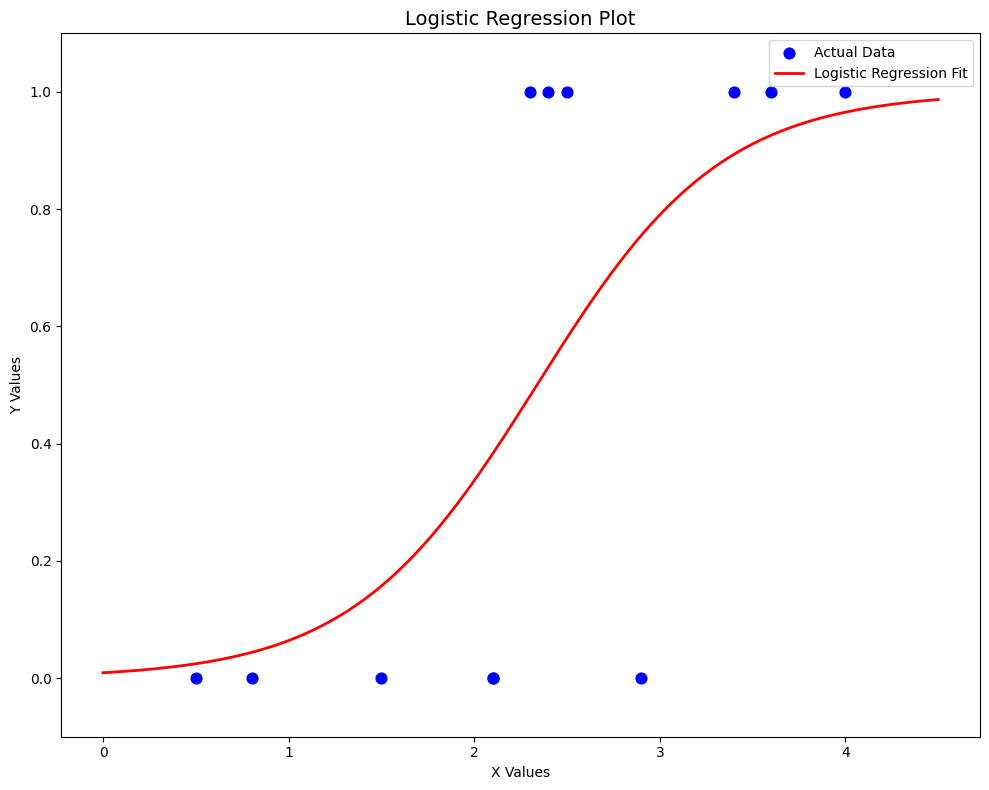 Logistic Regression Plot
Actual Data
Logistic Regression Fit
1.0
0.8
0.6
0.4
0.2
0.0
Y Values
0 1 2 3 4
X Values